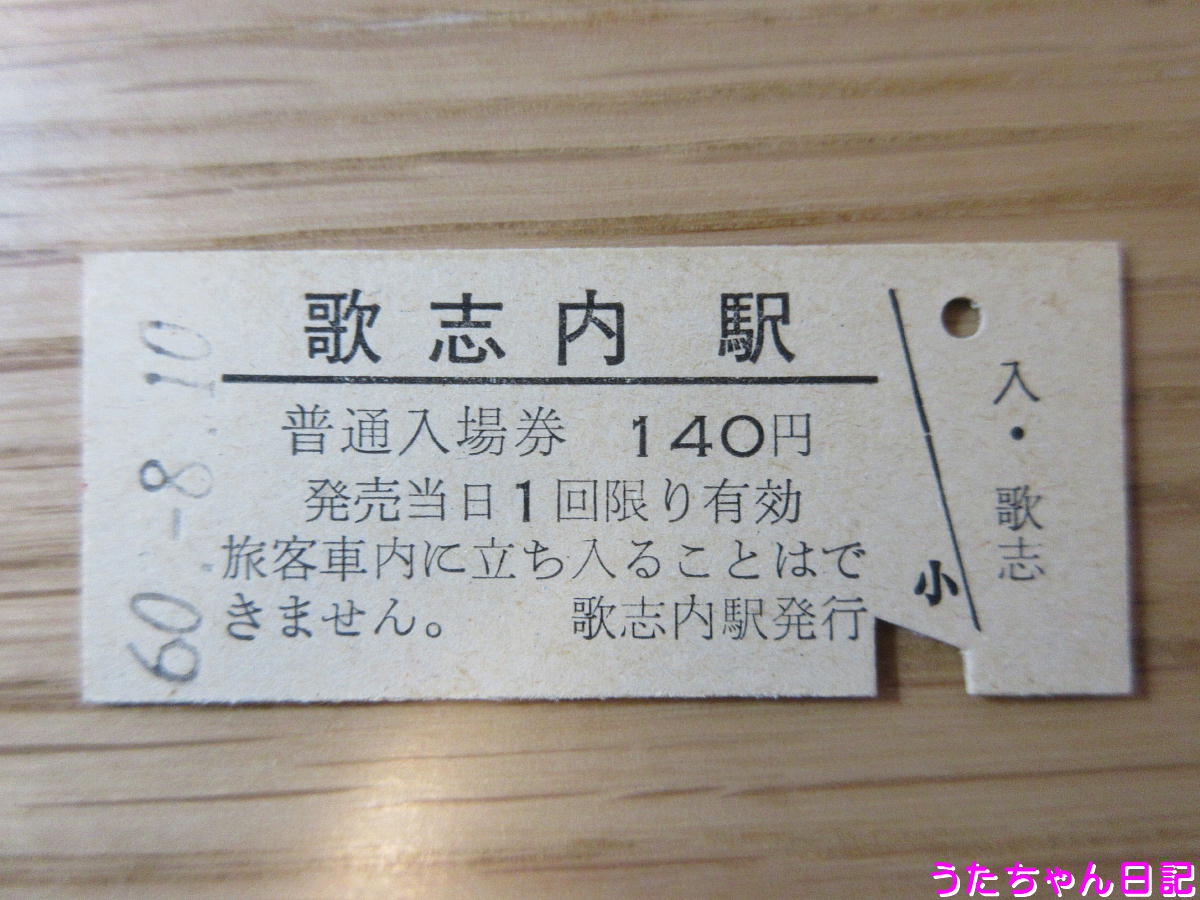 60.-8.10
歌志内 駅
普通入場券 140円
発売当日1回限り有効
旅客車内に立ち入ることはで
きません。 歌志内駅発行
小
入・歌志
うたちゃん日記